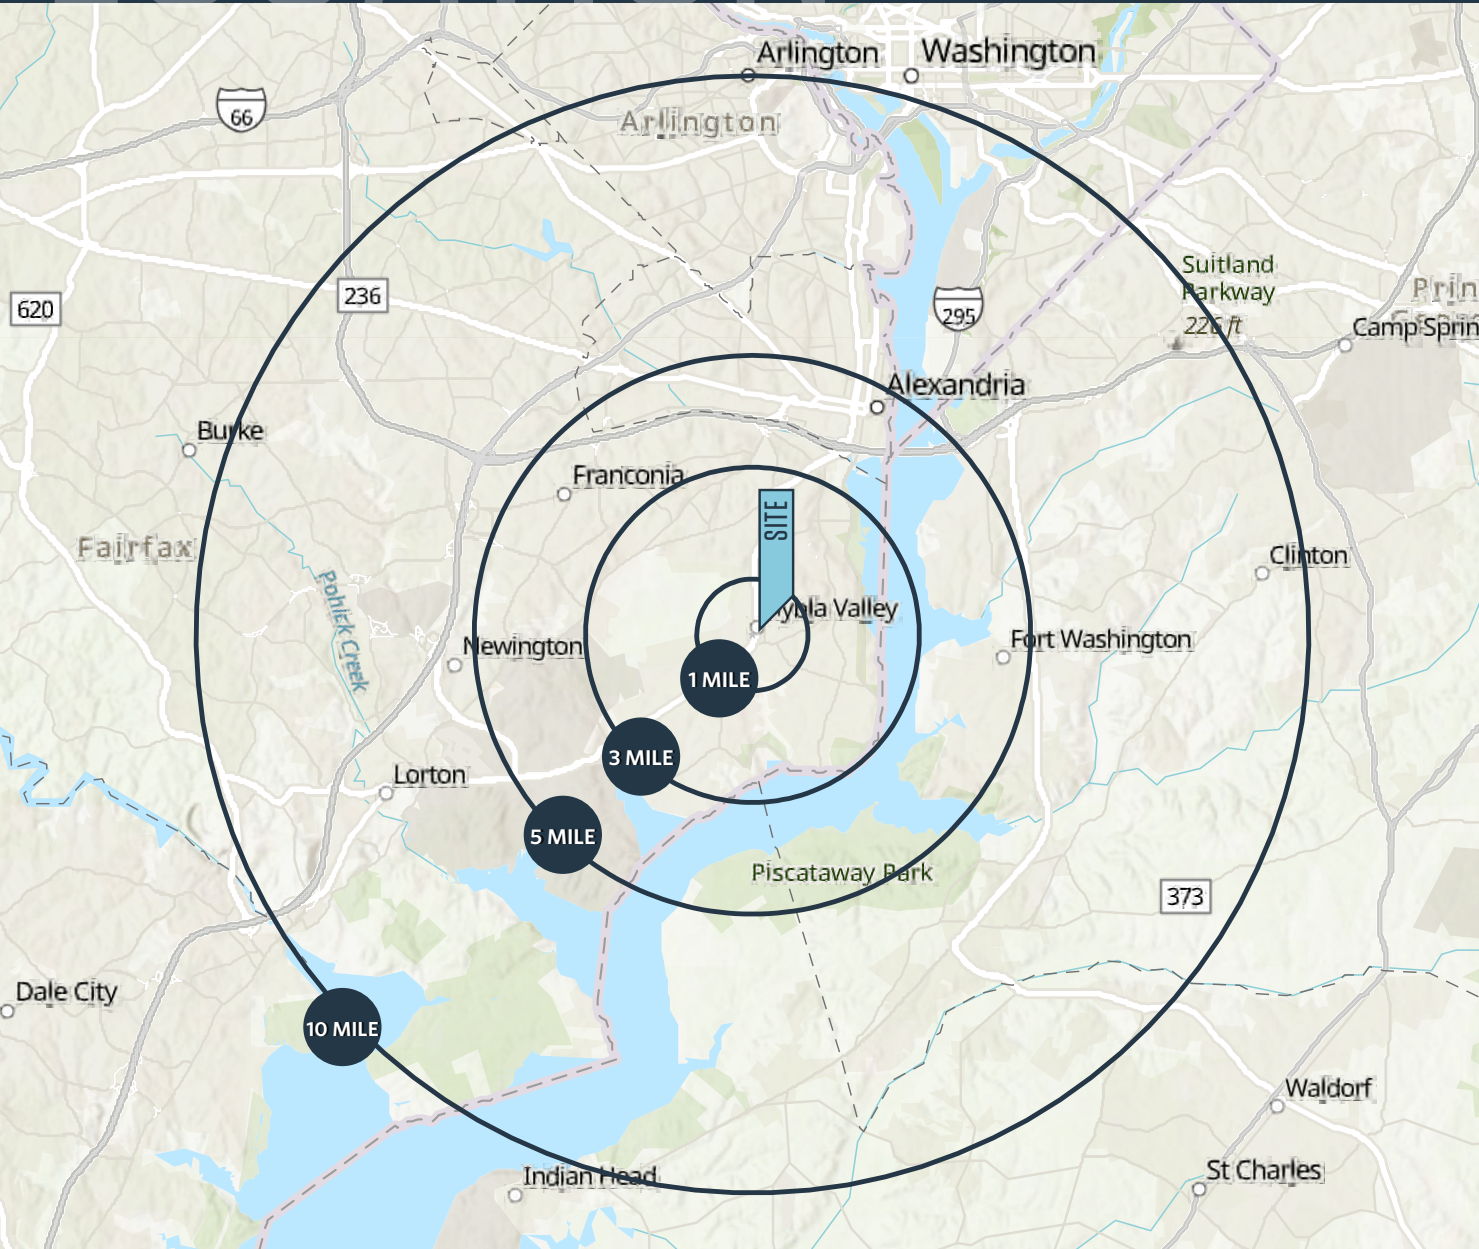 Arlington
Washington
66
Arlington
Suitland
Parkway
226 ft
236
620
295
Camp Sprin
Prin
Alexandria
Burke
Franconia
SITE
Fairfax
Clinton
ybla Valley
Pohick Creek
Newington
Fort Washington
1 MILE
3 MILE
Lorton
5 MILE
Piscataway Park
373
Dale City
10 MILE
Waldorf
Indian Head
St Charles